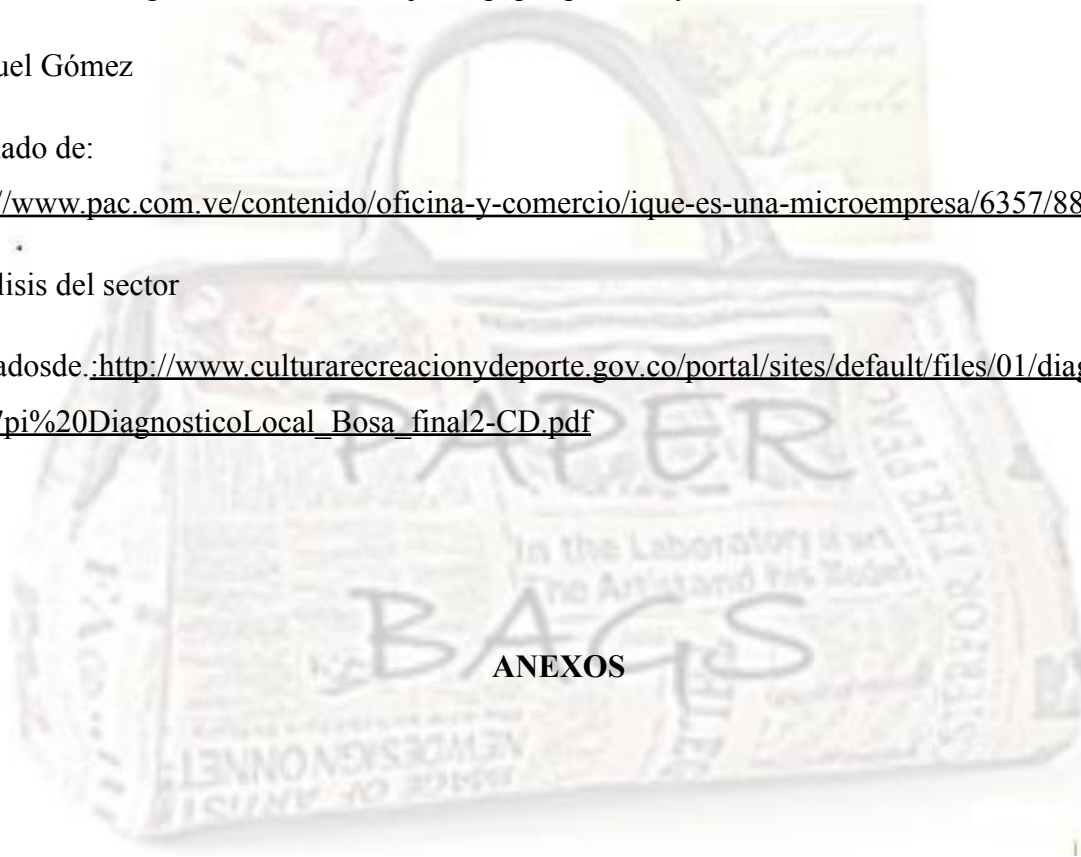 uel Gómez
ado de:
//www.pac.com.ve/contenido/oficina-y-comercio/ique-es-una-microempresa/6357/88
lisis del sector
adosde.:http://www.culturarecreacionydeporte.gov.co/portal/sites/default/files/01/diag
/pi%20DiagnosticoLocal_Bosa_final2-CD.pdf
PAPER
In the Laboratory
The Artist and his Model
BAGS
ANEXOS